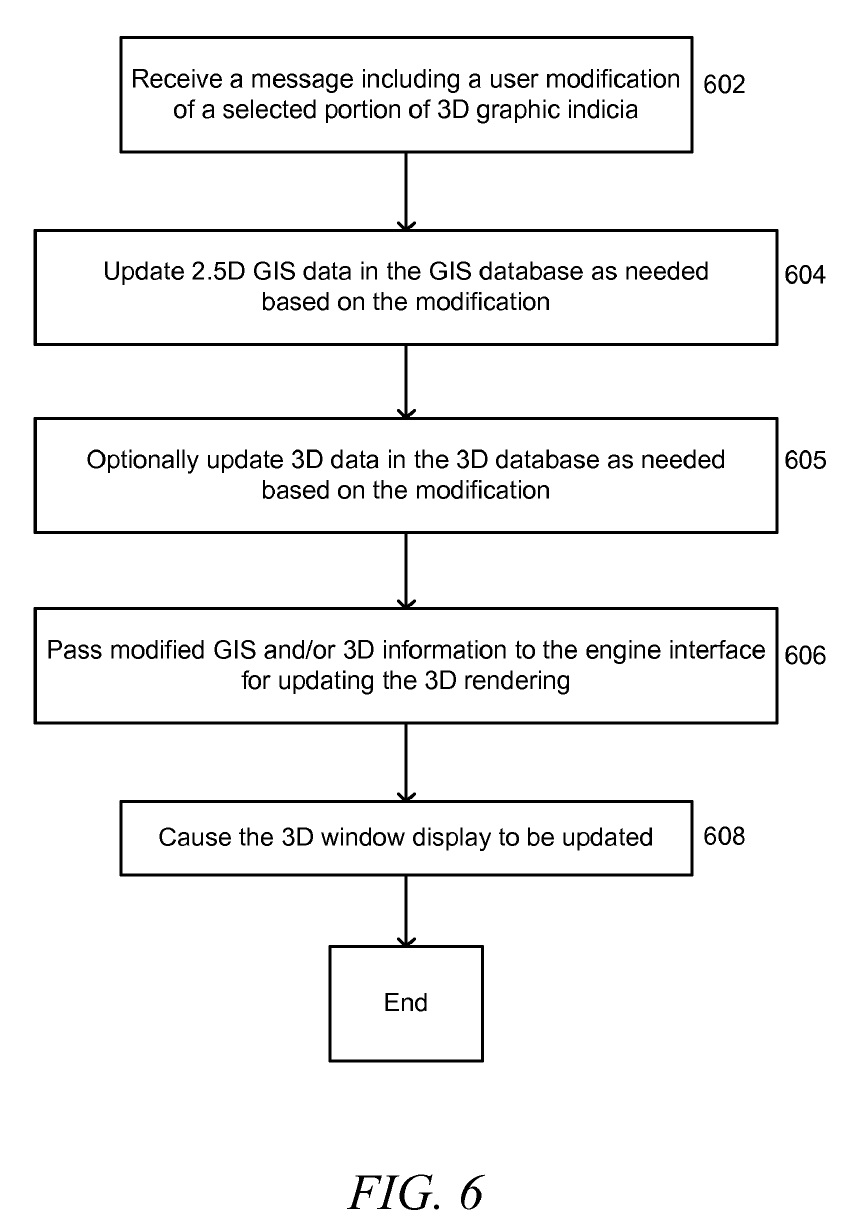 Receive a message including a user modification
of a selected portion of 3D graphic indicia
602
Update 2.5D GIS data in the GIS database as needed
based on the modification
604
Optionally update 3D data in the 3D database as needed
based on the modification
605
Pass modified GIS and/or 3D information to the engine interface
for updating the 3D rendering
606
Cause the 3D window display to be updated
608
End
FIG. 6